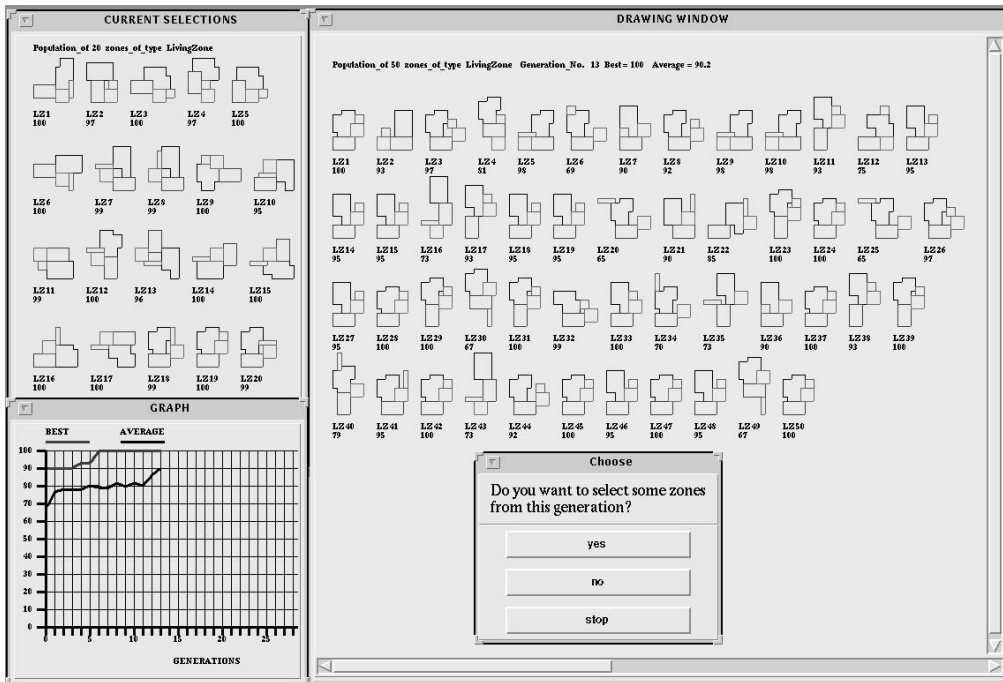 CURRENT SELECTIONS
Population_of 20 zones_of_type LivingZone
LZ1 LZ2 LZ3 LZ4 LZ5
100 97 100 97 100
LZ6 LZ7 LZ8 LZ9 LZ10
100 99 99 100 95
LZ11 LZ12 LZ13 LZ14 LZ15
99 100 96 100 100
LZ16 LZ17 LZ18 LZ19 LZ20
100 100 99 100 99
GRAPH
BEST AVERAGE
100
90
80
70
60
50
40
30
20
10
0
0 5 10 15 20 25
GENERATIONS
DRAWING WINDOW
Population_of 50 zones_of_type LivingZone Generation_No. 13 Best= 100 Average = 90.2
LZ1 LZ2 LZ3 LZ4 LZ5 LZ6 LZ7 LZ8 LZ9 LZ10 LZ11 LZ12 LZ13
100 93 97 81 98 69 90 92 98 98 93 75 95
LZ14 LZ15 LZ16 LZ17 LZ18 LZ19 LZ20 LZ21 LZ22 LZ23 LZ24 LZ25 LZ26
95 95 73 93 95 95 65 90 85 100 100 65 97
LZ27 LZ28 LZ29 LZ30 LZ31 LZ32 LZ33 LZ34 LZ35 LZ36 LZ37 LZ38 LZ39
95 100 100 67 100 99 100 70 73 90 100 93 100
LZ40 LZ41 LZ42 LZ43 LZ44 LZ45 LZ46 LZ47 LZ48 LZ49 LZ50
79 95 100 73 92 100 95 100 95 67 100
Choose
Do you want to select some zones
from this generation?
yes
no
stop